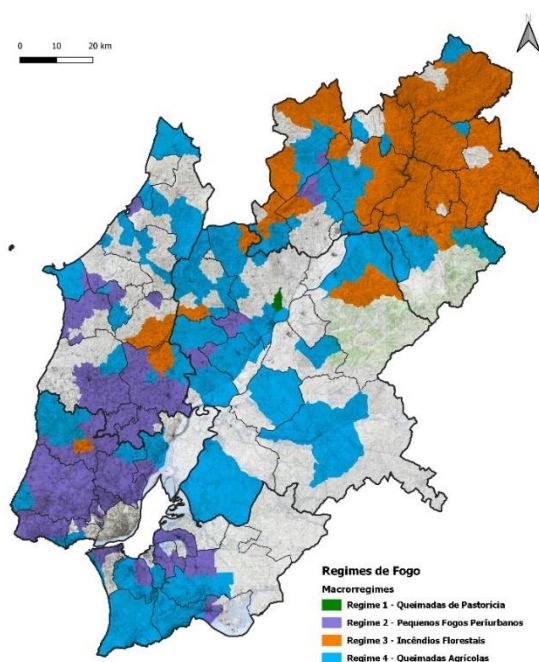 N
0 10 20 km
Regimes de Fogo
Macrorregimes
Regime 1 - Queimadas de Pastorícia
Regime 2 - Pequenos Fogos Periurbanos
Regime 3 - Incêndios Florestais
Regime 4 - Queimadas Agrícolas